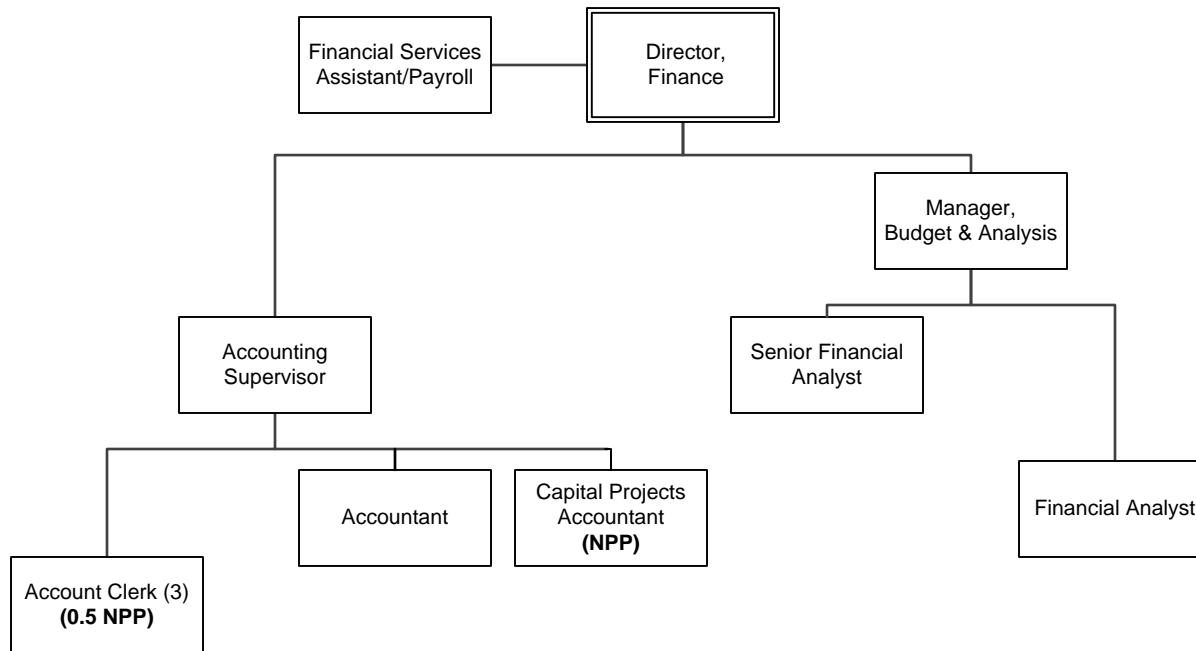 Financial Services
Assistant/Payroll
Director,
Finance
Manager,
Budget & Analysis
Accounting
Supervisor
Senior Financial
Analyst
Accountant
Capital Projects
Accountant
(NPP)
Financial Analyst
Account Clerk (3)
(0.5 NPP)